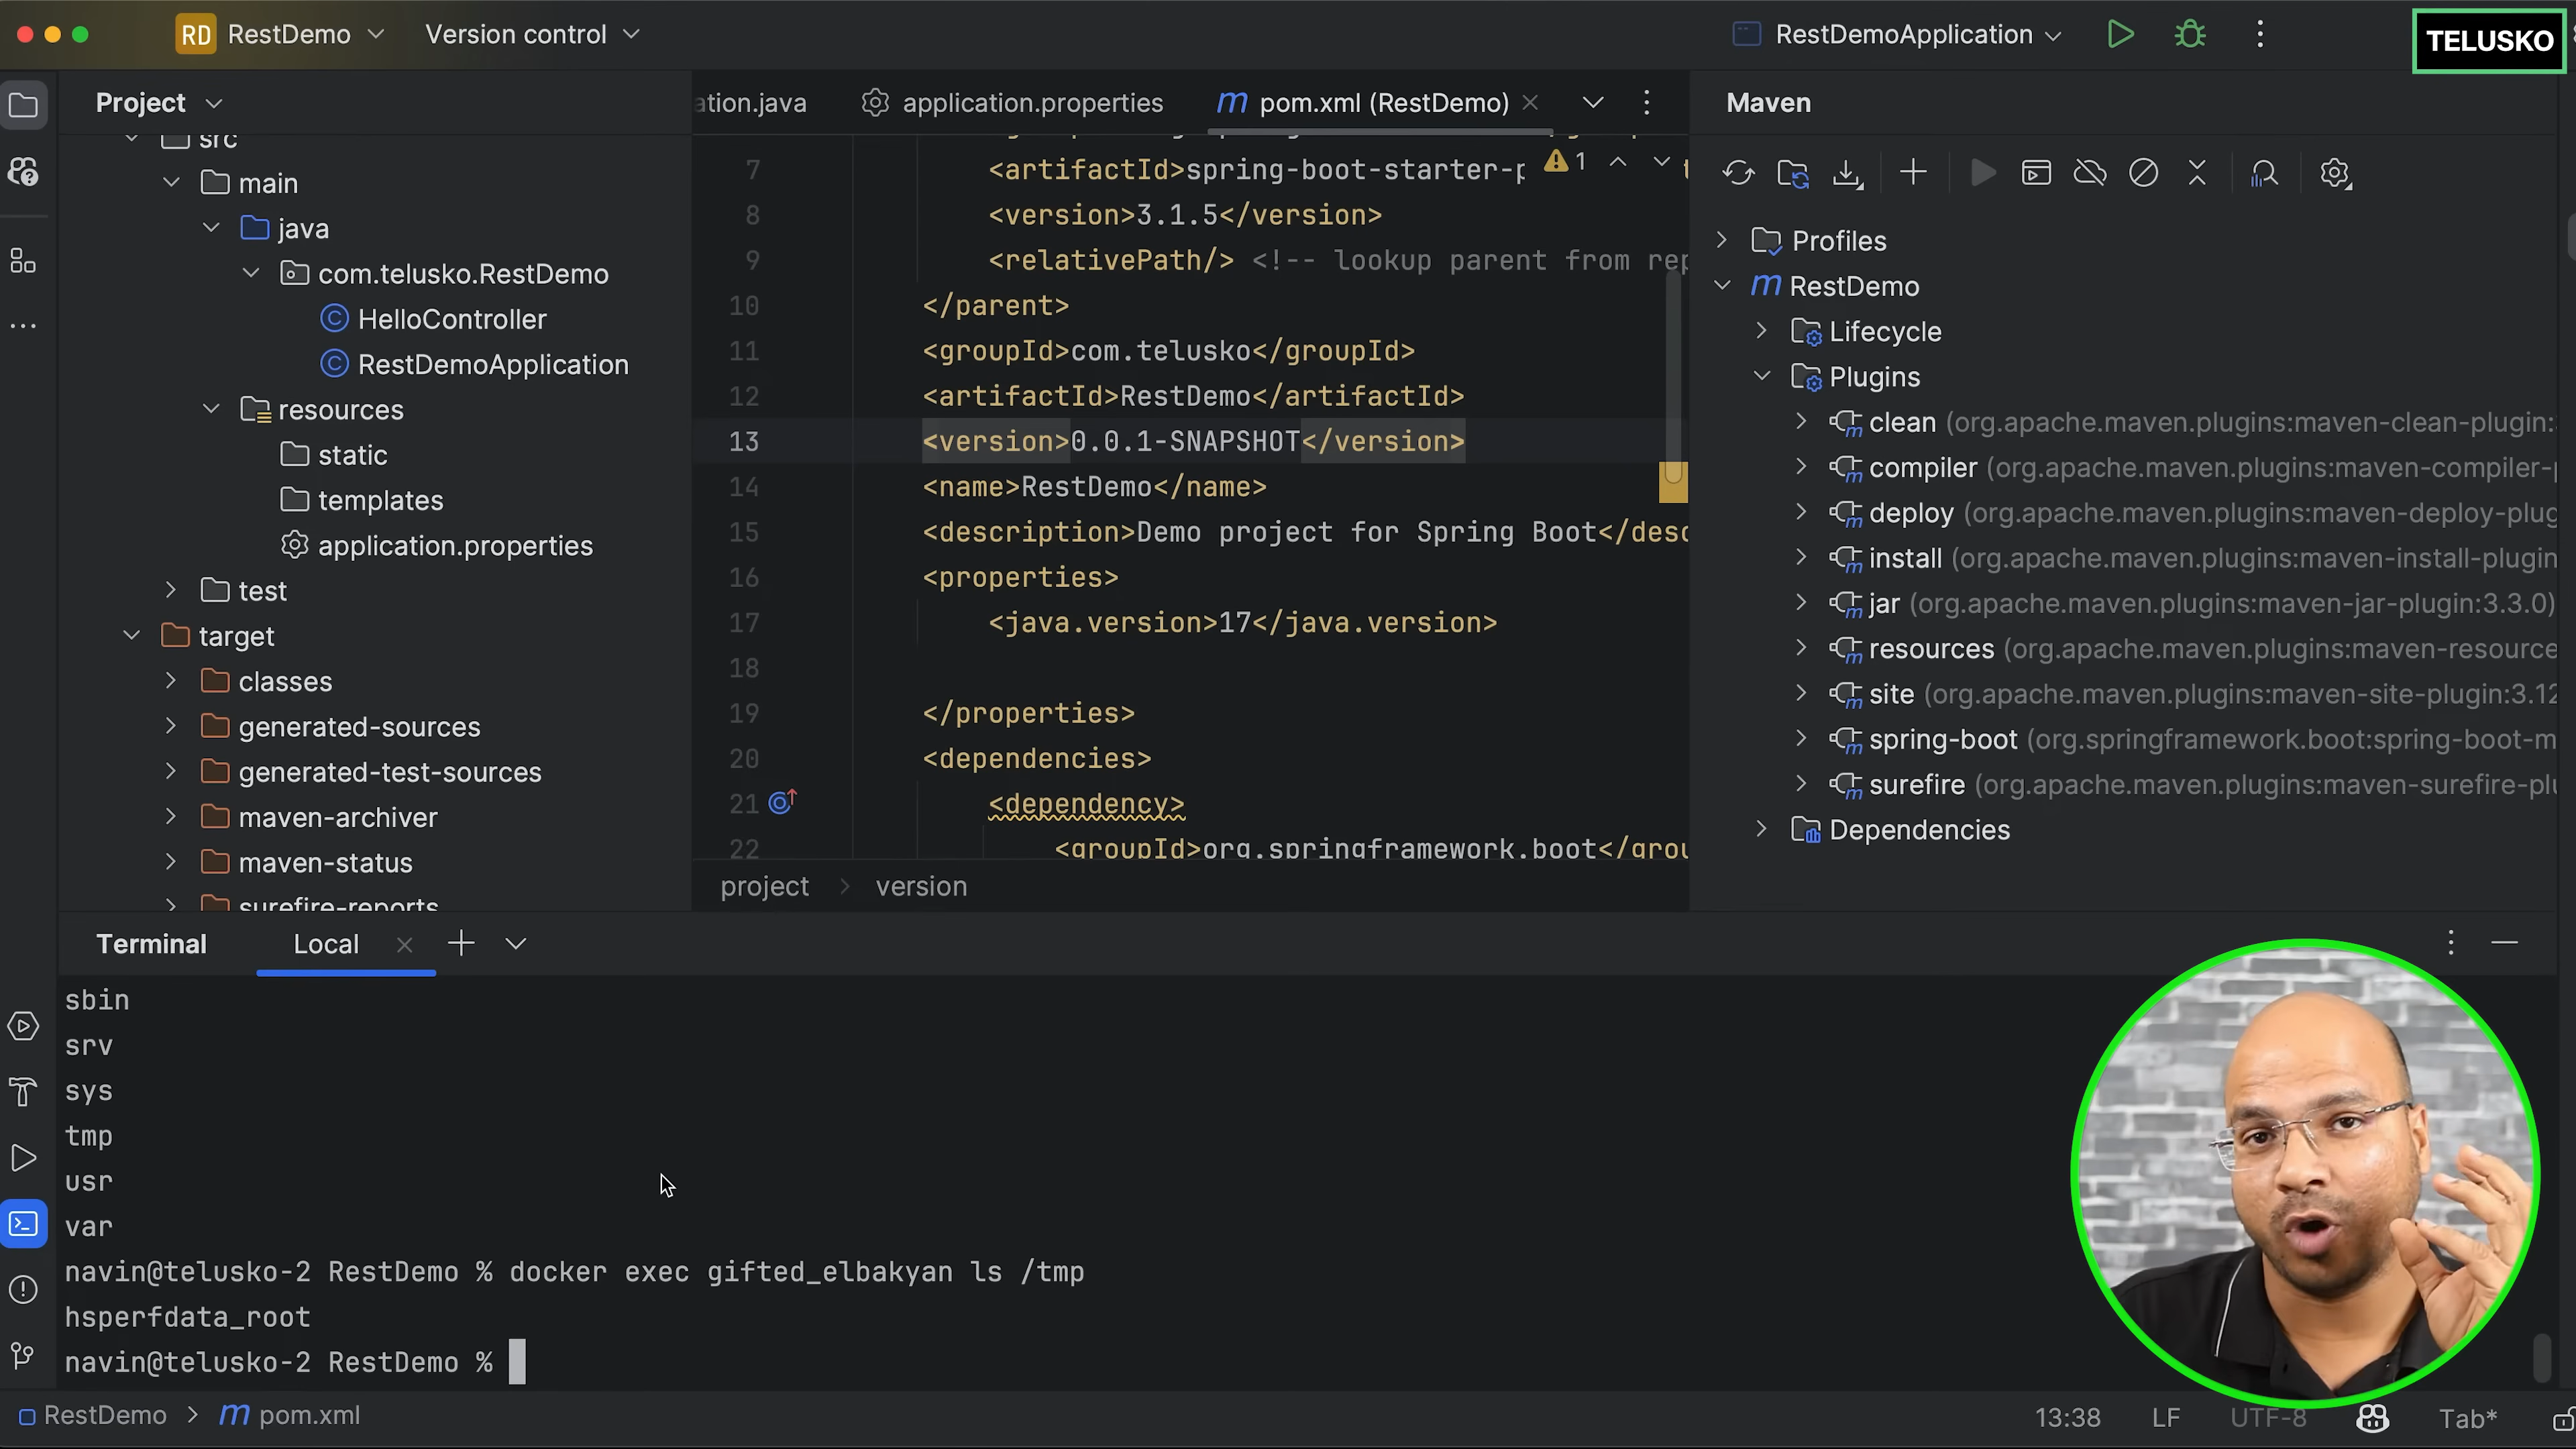 RD RestDemo Version control RestDemoApplication TELUSKO
Project
src
main
java
com.telusko.RestDemo
HelloController
RestDemoApplication
resources
static
templates
application.properties
test
target
classes
generated-sources
generated-test-sources
maven-archiver
maven-status
surefire-reports
ation.java application.properties m pom.xml (RestDemo)
1
7 <artifactId>spring-boot-starter-p
8 <version>3.1.5</version>
9 <relativePath/> <!-- lookup parent from rep
10 </parent>
11 <groupId>com.telusko</groupId>
12 <artifactId>RestDemo</artifactId>
13 <version>0.0.1-SNAPSHOT</version>
14 <name>RestDemo</name>
15 <description>Demo project for Spring Boot</desc
16 <properties>
17 <java.version>17</java.version>
18
19 </properties>
20 <dependencies>
21 <dependency>
22 <groupId>org.springframework.boot</grou
project > version
Maven
Profiles
m RestDemo
Lifecycle
Plugins
clean (org.apache.maven.plugins:maven-clean-plugin:
compiler (org.apache.maven.plugins:maven-compiler-p
deploy (org.apache.maven.plugins:maven-deploy-plug
install (org.apache.maven.plugins:maven-install-plugin
jar (org.apache.maven.plugins:maven-jar-plugin:3.3.0)
resources (org.apache.maven.plugins:maven-resource
site (org.apache.maven.plugins:maven-site-plugin:3.12
spring-boot (org.springframework.boot:spring-boot-m
surefire (org.apache.maven.plugins:maven-surefire-plu
Dependencies
Terminal Local
sbin
srv
sys
tmp
usr
var
navin@telusko-2 RestDemo % docker exec gifted_elbakyan ls /tmp
hsperfdata_root
navin@telusko-2 RestDemo %
RestDemo > m pom.xml 13:38 LF UTF-8 Tab*